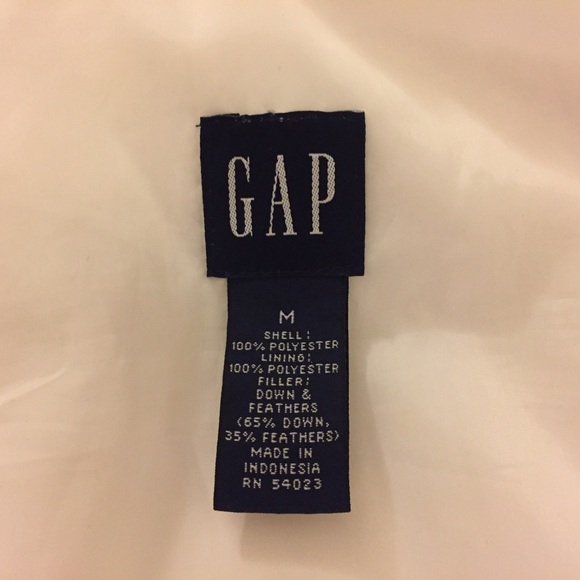 GAP
M
SHELL:
100% POLYESTER
LINING:
100% POLYESTER
FILLER:
DOWN &
FEATHERS
(65% DOWN,
35% FEATHERS)
MADE IN
INDONESIA
RN 54023